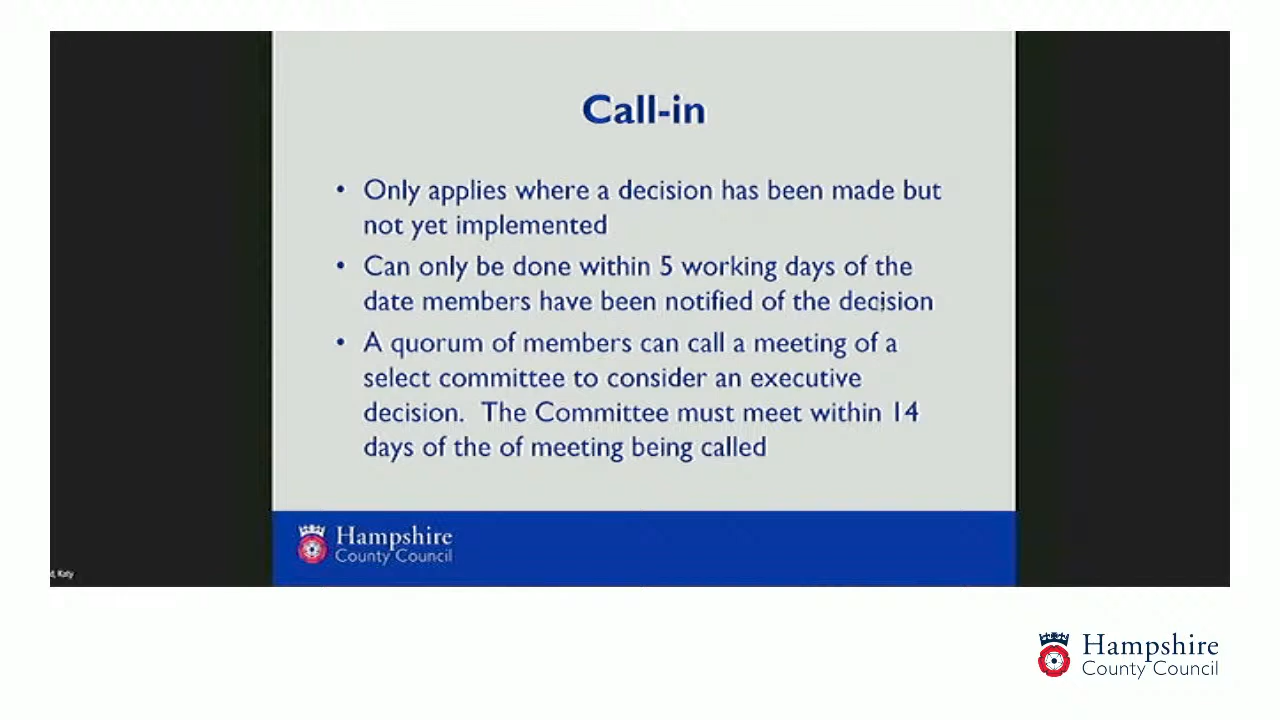 Call-in
• Only applies where a decision has been made but
not yet implemented
• Can only be done within 5 working days of the
date members have been notified of the decision
• A quorum of members can call a meeting of a
select committee to consider an executive
decision. The Committee must meet within 14
days of the of meeting being called
Hampshire
County Council
Katy
Hampshire
County Council